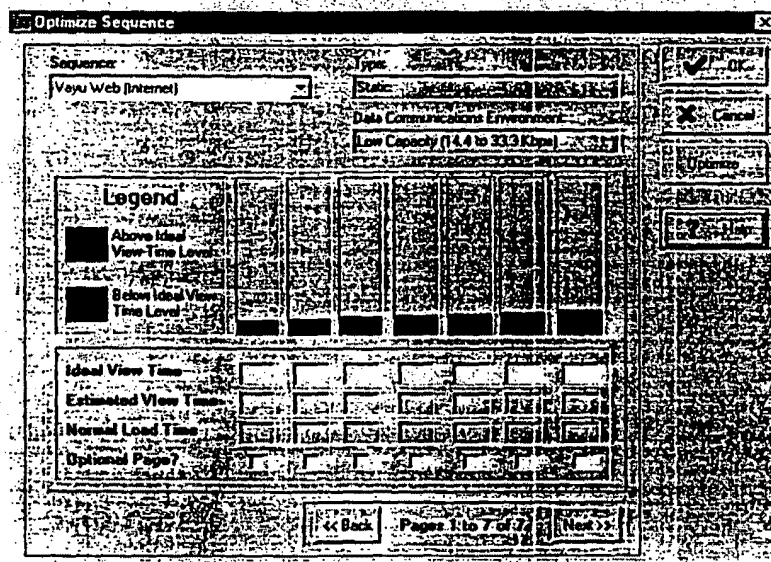 Optimize Sequence
Sequence:
Type:
Vayu Web (Internet)
Static
Data Communications Environment
Low Capacity (14.4 to 33.3 Kbps)
OK
Cancel
Optimize
Help
Legend
Above Ideal
View-Time Level
Below Ideal View
Time Level
Ideal View Time
Estimated View Time
Normal Load Time
Optional Page?
<< Back
Pages 1 to 7 of 7
Next >>